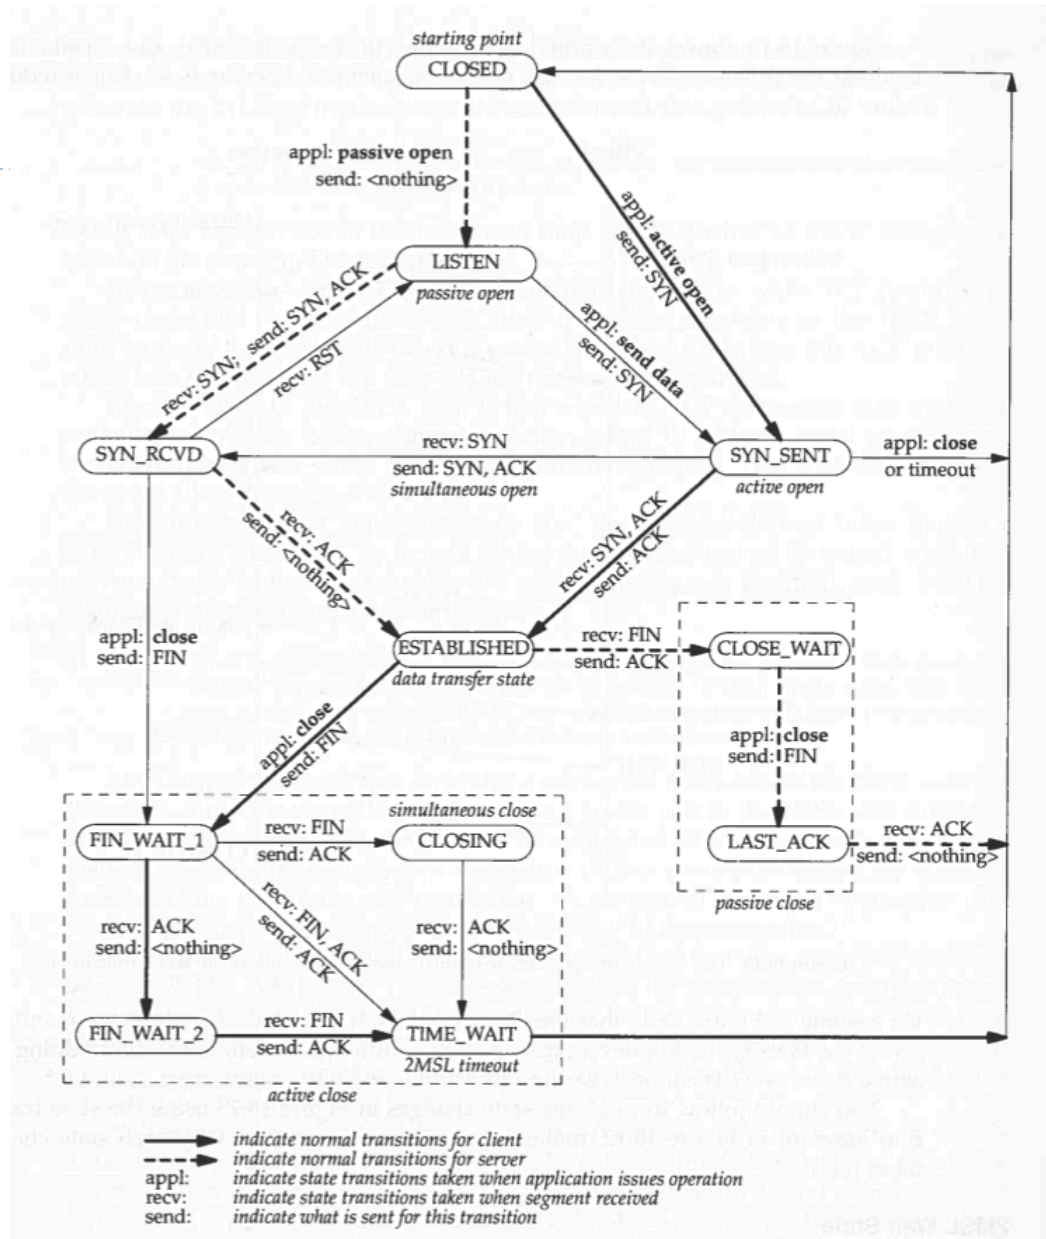 starting point
CLOSED
appl: passive open
send: <nothing>
appl: active open
send: SYN
LISTEN
passive open
recv: SYN; send: SYN, ACK
recv: RST
appl: send data
send: SYN
SYN_RCVD
recv: SYN
send: SYN, ACK
simultaneous open
SYN_SENT
active open
appl: close
or timeout
recv: ACK
send: <nothing>
recv: SYN, ACK
send: ACK
appl: close
send: FIN
ESTABLISHED
data transfer state
recv: FIN
send: ACK
CLOSE_WAIT
appl: close
send: FIN
appl: close
send: FIN
simultaneous close
FIN_WAIT_1
recv: FIN
send: ACK
CLOSING
LAST_ACK
recv: ACK
send: <nothing>
passive close
recv: ACK
send: <nothing>
recv: FIN, ACK
send: ACK
recv: ACK
send: <nothing>
FIN_WAIT_2
recv: FIN
send: ACK
TIME_WAIT
2MSL timeout
active close
indicate normal transitions for client
indicate normal transitions for server
appl: indicate state transitions taken when application issues operation
recv: indicate state transitions taken when segment received
send: indicate what is sent for this transition